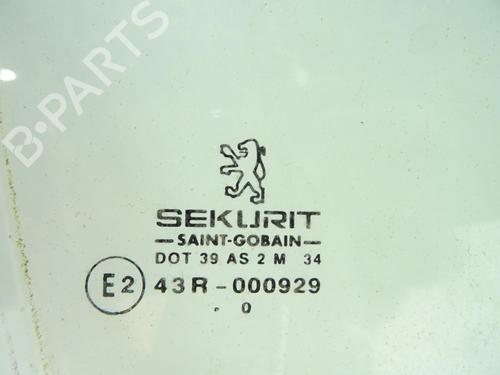 B-PARTS
SEKURIT
SAINT-GOBAIN
DOT 39 AS 2 M 34
E2 43R-000929
. 0